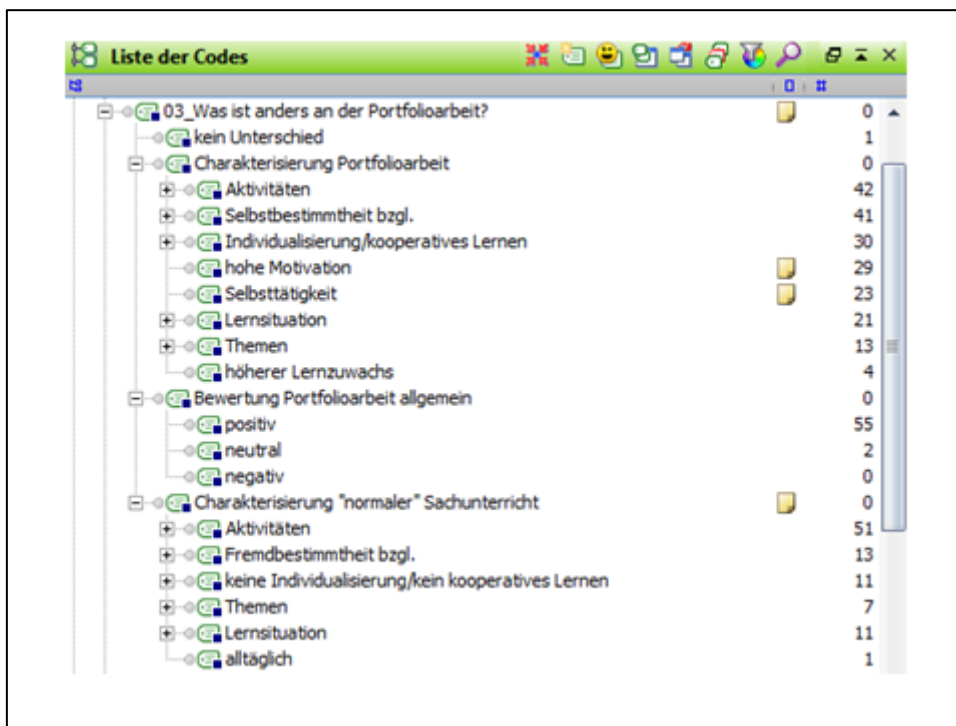 Liste der Codes
#
03_Was ist anders an der Portfolioarbeit? 0
kein Unterschied 1
Charakterisierung Portfolioarbeit 0
Aktivitäten 42
Selbstbestimmtheit bzgl. 41
Individualisierung/kooperatives Lernen 30
hohe Motivation 29
Selbsttätigkeit 23
Lernsituation 21
Themen 13
höherer Lernzuwachs 4
Bewertung Portfolioarbeit allgemein 0
positiv 55
neutral 2
negativ 0
Charakterisierung "normaler" Sachunterricht 0
Aktivitäten 51
Fremdbestimmtheit bzgl. 13
keine Individualisierung/kein kooperatives Lernen 11
Themen 7
Lernsituation 11
alltäglich 1